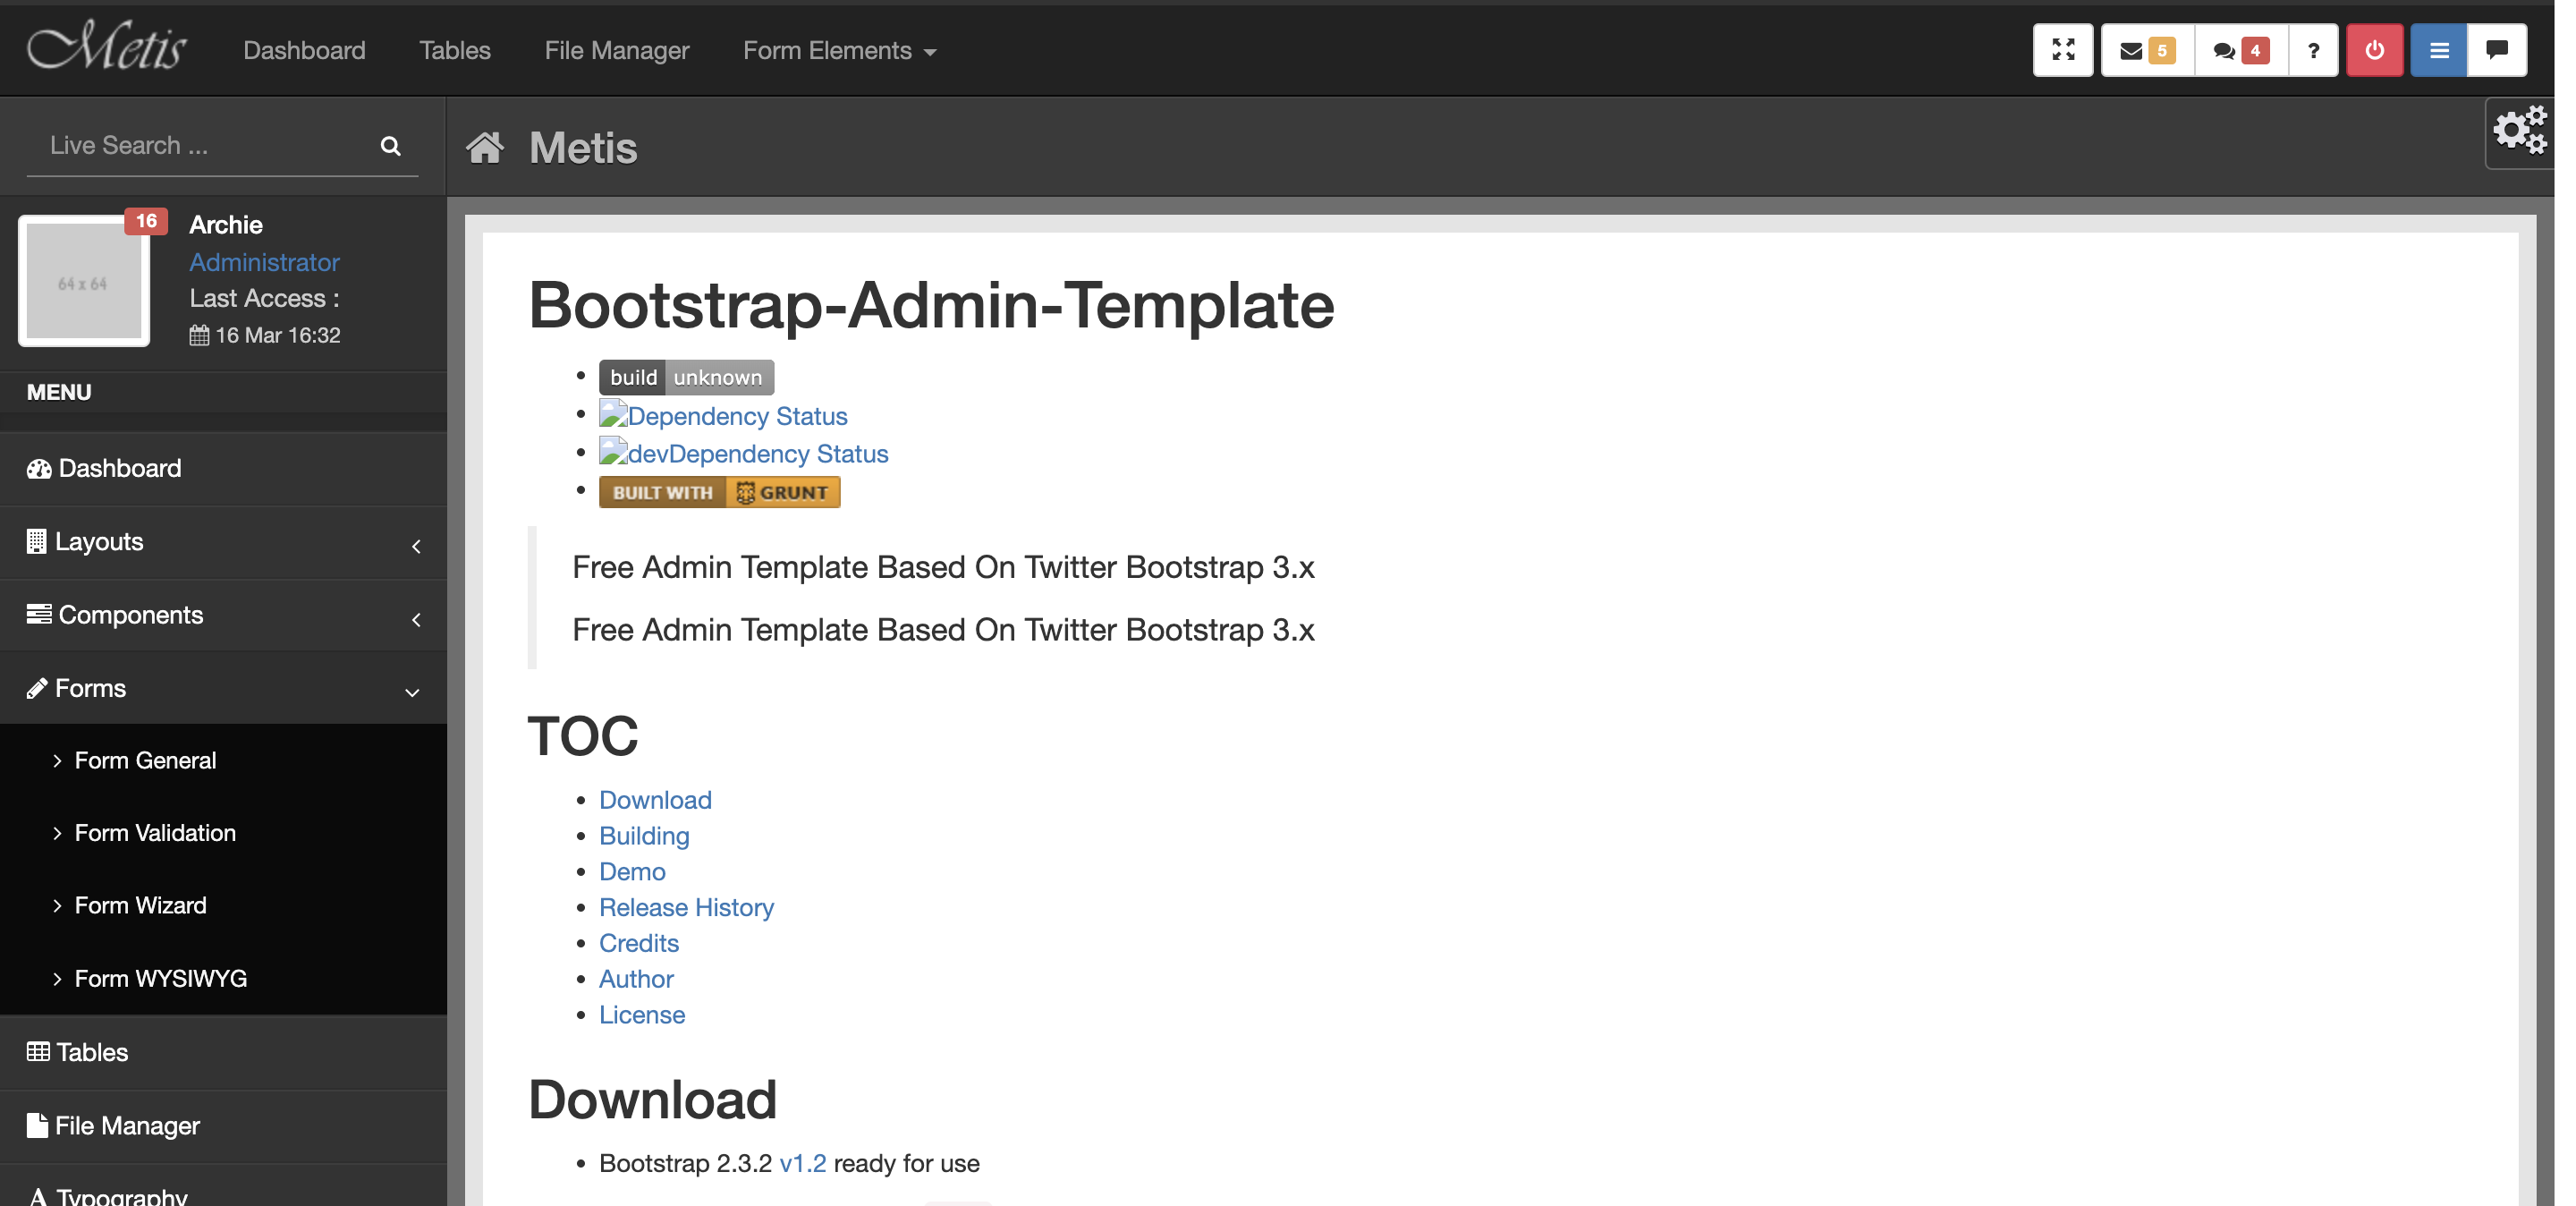 Metis Dashboard Tables File Manager Form Elements 5 4 ?
Live Search ...
Metis
16
64 x 64
Archie
Administrator
Last Access :
16 Mar 16:32
MENU
Dashboard
Layouts
Components
Forms
Form General
Form Validation
Form Wizard
Form WYSIWYG
Tables
File Manager
Typography
Bootstrap-Admin-Template
build unknown
Dependency Status
devDependency Status
BUILT WITH GRUNT
Free Admin Template Based On Twitter Bootstrap 3.x
Free Admin Template Based On Twitter Bootstrap 3.x
TOC
Download
Building
Demo
Release History
Credits
Author
License
Download
Bootstrap 2.3.2 v1.2 ready for use